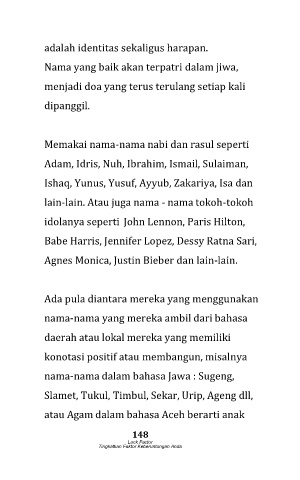 adalah identitas sekaligus harapan.
Nama yang baik akan terpatri dalam jiwa,
menjadi doa yang terus terulang setiap kali
dipanggil.
Memakai nama-nama nabi dan rasul seperti
Adam, Idris, Nuh, Ibrahim, Ismail, Sulaiman,
Ishaq, Yunus, Yusuf, Ayyub, Zakariya, Isa dan
lain-lain. Atau juga nama - nama tokoh-tokoh
idolanya seperti John Lennon, Paris Hilton,
Babe Harris, Jennifer Lopez, Dessy Ratna Sari,
Agnes Monica, Justin Bieber dan lain-lain.
Ada pula diantara mereka yang menggunakan
nama-nama yang mereka ambil dari bahasa
daerah atau lokal mereka yang memiliki
konotasi positif atau membangun, misalnya
nama-nama dalam bahasa Jawa : Sugeng,
Slamet, Tukul, Timbul, Sekar, Urip, Ageng dll,
atau Agam dalam bahasa Aceh berarti anak
148
Luck Factor
Tingkatkan Faktor Keberuntungan Anda